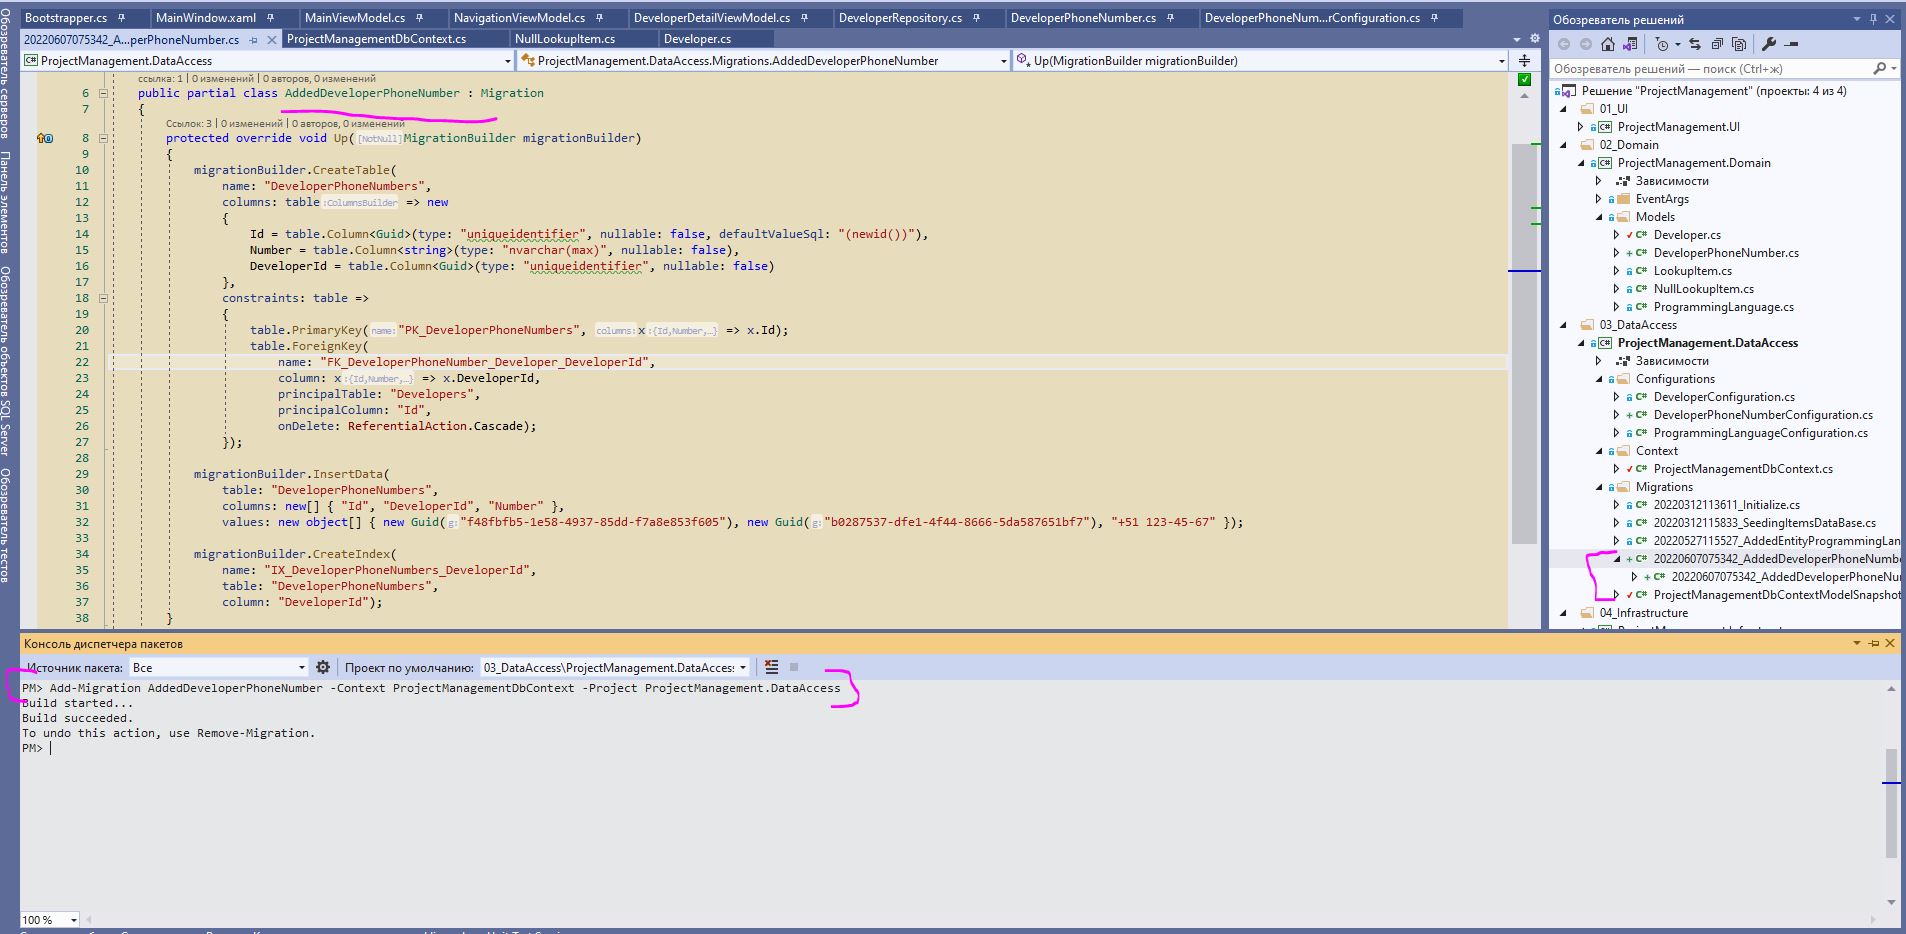 Bootstrapper.cs
MainWindow.xaml
MainViewModel.cs
NavigationViewModel.cs
DeveloperDetailViewModel.cs
DeveloperRepository.cs
DeveloperPhoneNumber.cs
DeveloperPhoneNum...rConfiguration.cs
20220607075342_A...perPhoneNumber.cs
ProjectManagementDbContext.cs
NullLookupItem.cs
Developer.cs
ProjectManagement.DataAccess
ProjectManagement.DataAccess.Migrations.AddedDeveloperPhoneNumber
Up(MigrationBuilder migrationBuilder)
Обозреватель серверов
Панель элементов
Обозреватель объектов SQL Server
Обозреватель тестов
ссылка: 1 | 0 изменений | 0 авторов, 0 изменений
6 public partial class AddedDeveloperPhoneNumber : Migration
7 {
Ссылок: 3 | 0 изменений | 0 авторов, 0 изменений
8 protected override void Up([NotNull]MigrationBuilder migrationBuilder)
9 {
10 migrationBuilder.CreateTable(
11 name: "DeveloperPhoneNumbers",
12 columns: table:ColumnsBuilder => new
13 {
14 Id = table.Column<Guid>(type: "uniqueidentifier", nullable: false, defaultValueSql: "(newid())"),
15 Number = table.Column<string>(type: "nvarchar(max)", nullable: false),
16 DeveloperId = table.Column<Guid>(type: "uniqueidentifier", nullable: false)
17 },
18 constraints: table =>
19 {
20 table.PrimaryKey(name:"PK_DeveloperPhoneNumbers", columns:x:{Id,Number,…} => x.Id);
21 table.ForeignKey(
22 name: "FK_DeveloperPhoneNumber_Developer_DeveloperId",
23 column: x:{Id,Number,…} => x.DeveloperId,
24 principalTable: "Developers",
25 principalColumn: "Id",
26 onDelete: ReferentialAction.Cascade);
27 });
28
29 migrationBuilder.InsertData(
30 table: "DeveloperPhoneNumbers",
31 columns: new[] { "Id", "DeveloperId", "Number" },
32 values: new object[] { new Guid(g:"f48fbfb5-1e58-4937-85dd-f7a8e853f605"), new Guid(g:"b0287537-dfe1-4f44-8666-5da587651bf7"), "+51 123-45-67" });
33
34 migrationBuilder.CreateIndex(
35 name: "IX_DeveloperPhoneNumbers_DeveloperId",
36 table: "DeveloperPhoneNumbers",
37 column: "DeveloperId");
38 }
Обозреватель решений
Обозреватель решений — поиск (Ctrl+ж)
Решение "ProjectManagement" (проекты: 4 из 4)
01_UI
ProjectManagement.UI
02_Domain
ProjectManagement.Domain
Зависимости
EventArgs
Models
Developer.cs
DeveloperPhoneNumber.cs
LookupItem.cs
NullLookupItem.cs
ProgrammingLanguage.cs
03_DataAccess
ProjectManagement.DataAccess
Зависимости
Configurations
DeveloperConfiguration.cs
DeveloperPhoneNumberConfiguration.cs
ProgrammingLanguageConfiguration.cs
Context
ProjectManagementDbContext.cs
Migrations
20220312113611_Initialize.cs
20220312115833_SeedingItemsDataBase.cs
20220527115527_AddedEntityProgrammingLan
20220607075342_AddedDeveloperPhoneNumbe
20220607075342_AddedDeveloperPhoneNu
ProjectManagementDbContextModelSnapshot
04_Infrastructure
Консоль диспетчера пакетов
Источник пакета: Все
Проект по умолчанию: 03_DataAccess\ProjectManagement.DataAccess
PM> Add-Migration AddedDeveloperPhoneNumber -Context ProjectManagementDbContext -Project ProjectManagement.DataAccess
Build started...
Build succeeded.
To undo this action, use Remove-Migration.
PM>
100 %